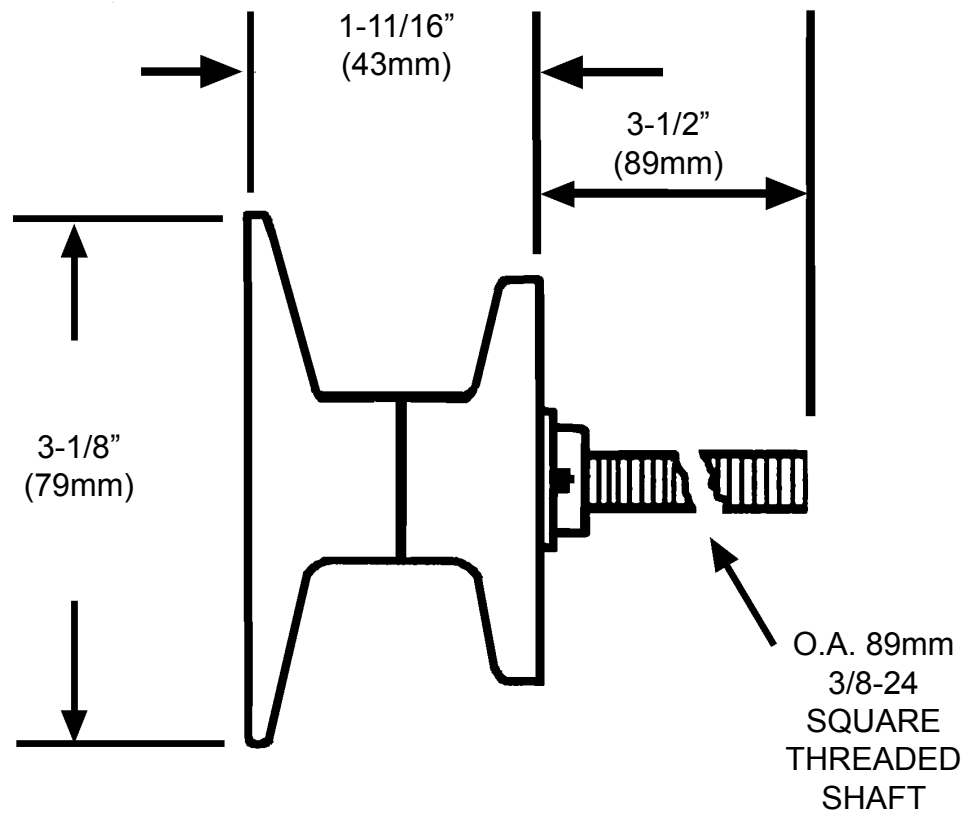 1-11/16”
(43mm)
3-1/2”
(89mm)
3-1/8”
(79mm)
O.A. 89mm
3/8-24
SQUARE
THREADED
SHAFT